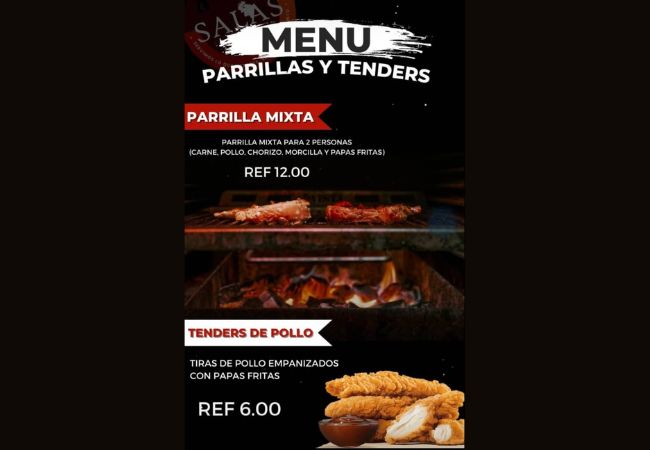 SALAS
MENU
PARRILLAS Y TENDERS
PARRILLA MIXTA
PARRILLA MIXTA PARA 2 PERSONAS
(CARNE, POLLO, CHORIZO, MORCILLA Y PAPAS FRITAS)
REF 12.00
TENDERS DE POLLO
TIRAS DE POLLO EMPANIZADOS
CON PAPAS FRITAS
REF 6.00